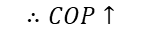 ∴ COP ↑